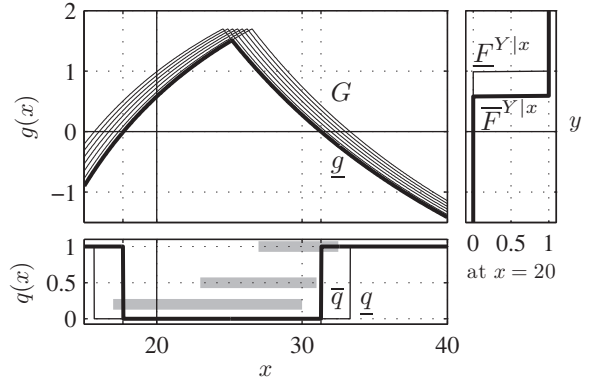 2
1
0
−1
g(x)
G
g
F^{Y|x}
F^{Y|x}
y
0 0.5 1
at x = 20
1
0.5
0
q(x)
q q
20 30 40
x